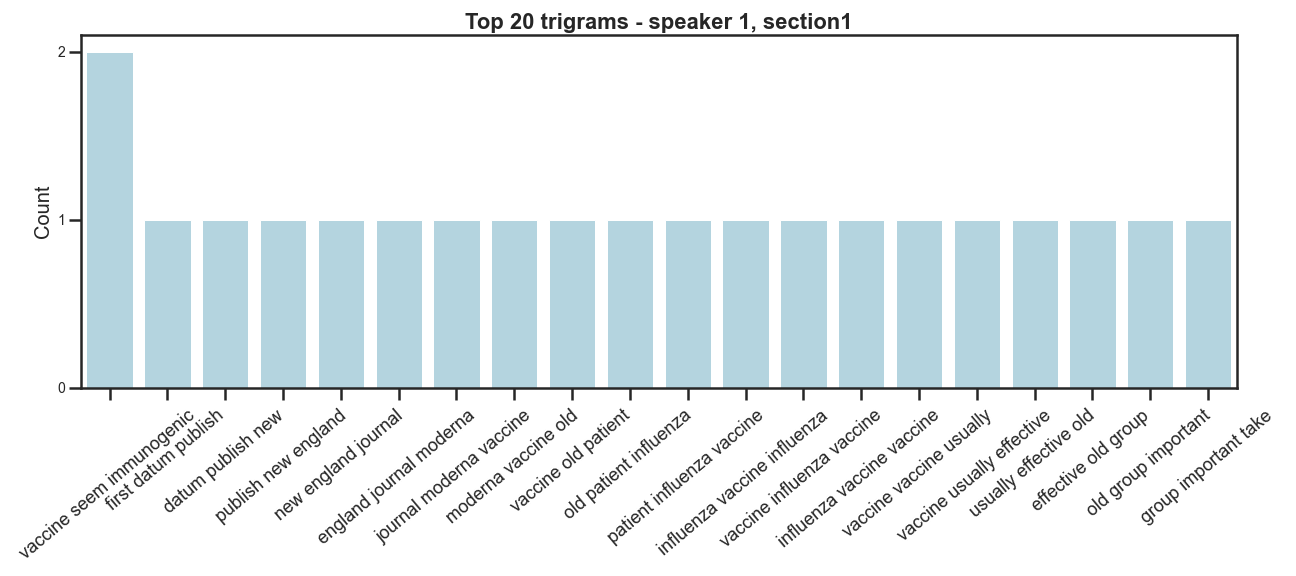 Top 20 trigrams - speaker 1, section1
Count
2
1
0
vaccine seem immunogenic
first datum publish
datum publish new
publish new england
new england journal
england journal moderna
journal moderna vaccine
moderna vaccine old
vaccine old patient
old patient influenza
patient influenza vaccine
influenza vaccine influenza
vaccine influenza vaccine
influenza vaccine vaccine
vaccine vaccine usually
vaccine usually effective
usually effective old
effective old group
old group important
group important take